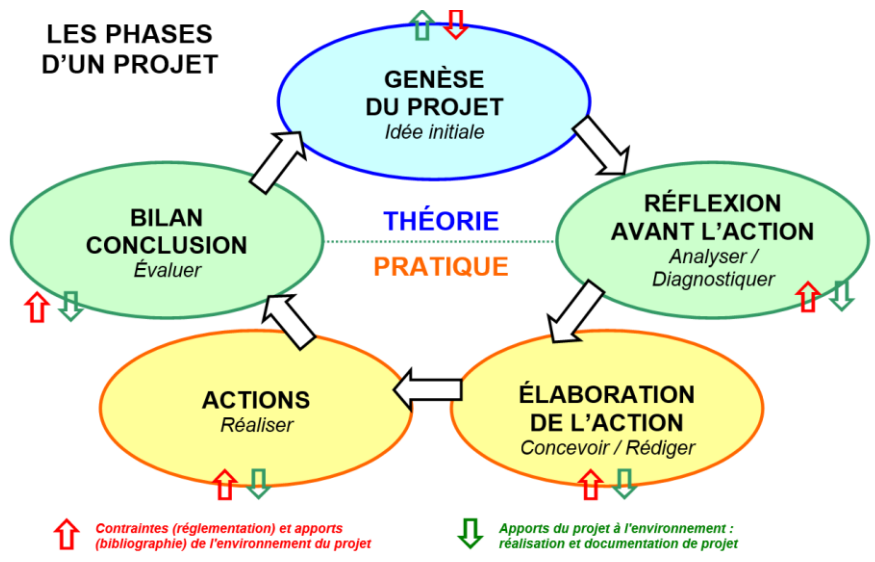 LES PHASES
D'UN PROJET
GENÈSE
DU PROJET
Idée initiale
RÉFLEXION
AVANT L'ACTION
Analyser /
Diagnostiquer
BILAN
CONCLUSION
Évaluer
THÉORIE
PRATIQUE
ACTIONS
Réaliser
ÉLABORATION
DE L'ACTION
Concevoir / Rédiger
Contraintes (réglementation) et apports
(bibliographie) de l'environnement du projet
Apports du projet à l'environnement :
réalisation et documentation de projet